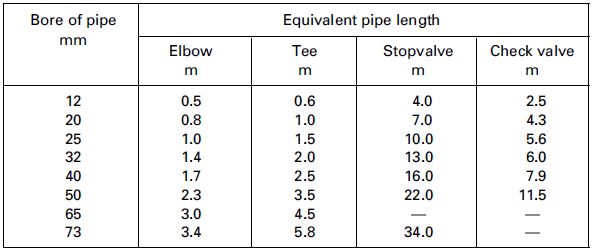 Bore of pipe Equivalent pipe length
mm
Elbow Tee Stopvalve Check valve
m m m m
12 0.5 0.6 4.0 2.5
20 0.8 1.0 7.0 4.3
25 1.0 1.5 10.0 5.6
32 1.4 2.0 13.0 6.0
40 1.7 2.5 16.0 7.9
50 2.3 3.5 22.0 11.5
65 3.0 4.5 — —
73 3.4 5.8 34.0 —